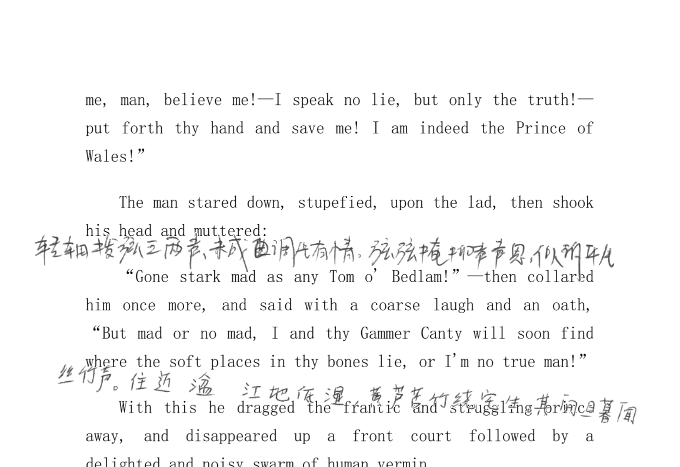 me, man, believe me!—I speak no lie, but only the truth!—
put forth thy hand and save me! I am indeed the Prince of
Wales!”
The man stared down, stupefied, upon the lad, then shook
his head and muttered:
转轴拨弦三两声,未成曲调先有情。弦弦掩抑声声思,似诉平生
“Gone stark mad as any Tom o’ Bedlam!”—then collared
him once more, and said with a coarse laugh and an oath,
“But mad or no mad, I and thy Gammer Canty will soon find
where the soft places in thy bones lie, or I'm no true man!”
丝竹声。住近湓江地低湿,黄芦苦竹绕宅 其间旦暮闻
With this he dragged the frantic and struggling prince
away, and disappeared up a front court followed by a
delighted and noisy swarm of human vermin.